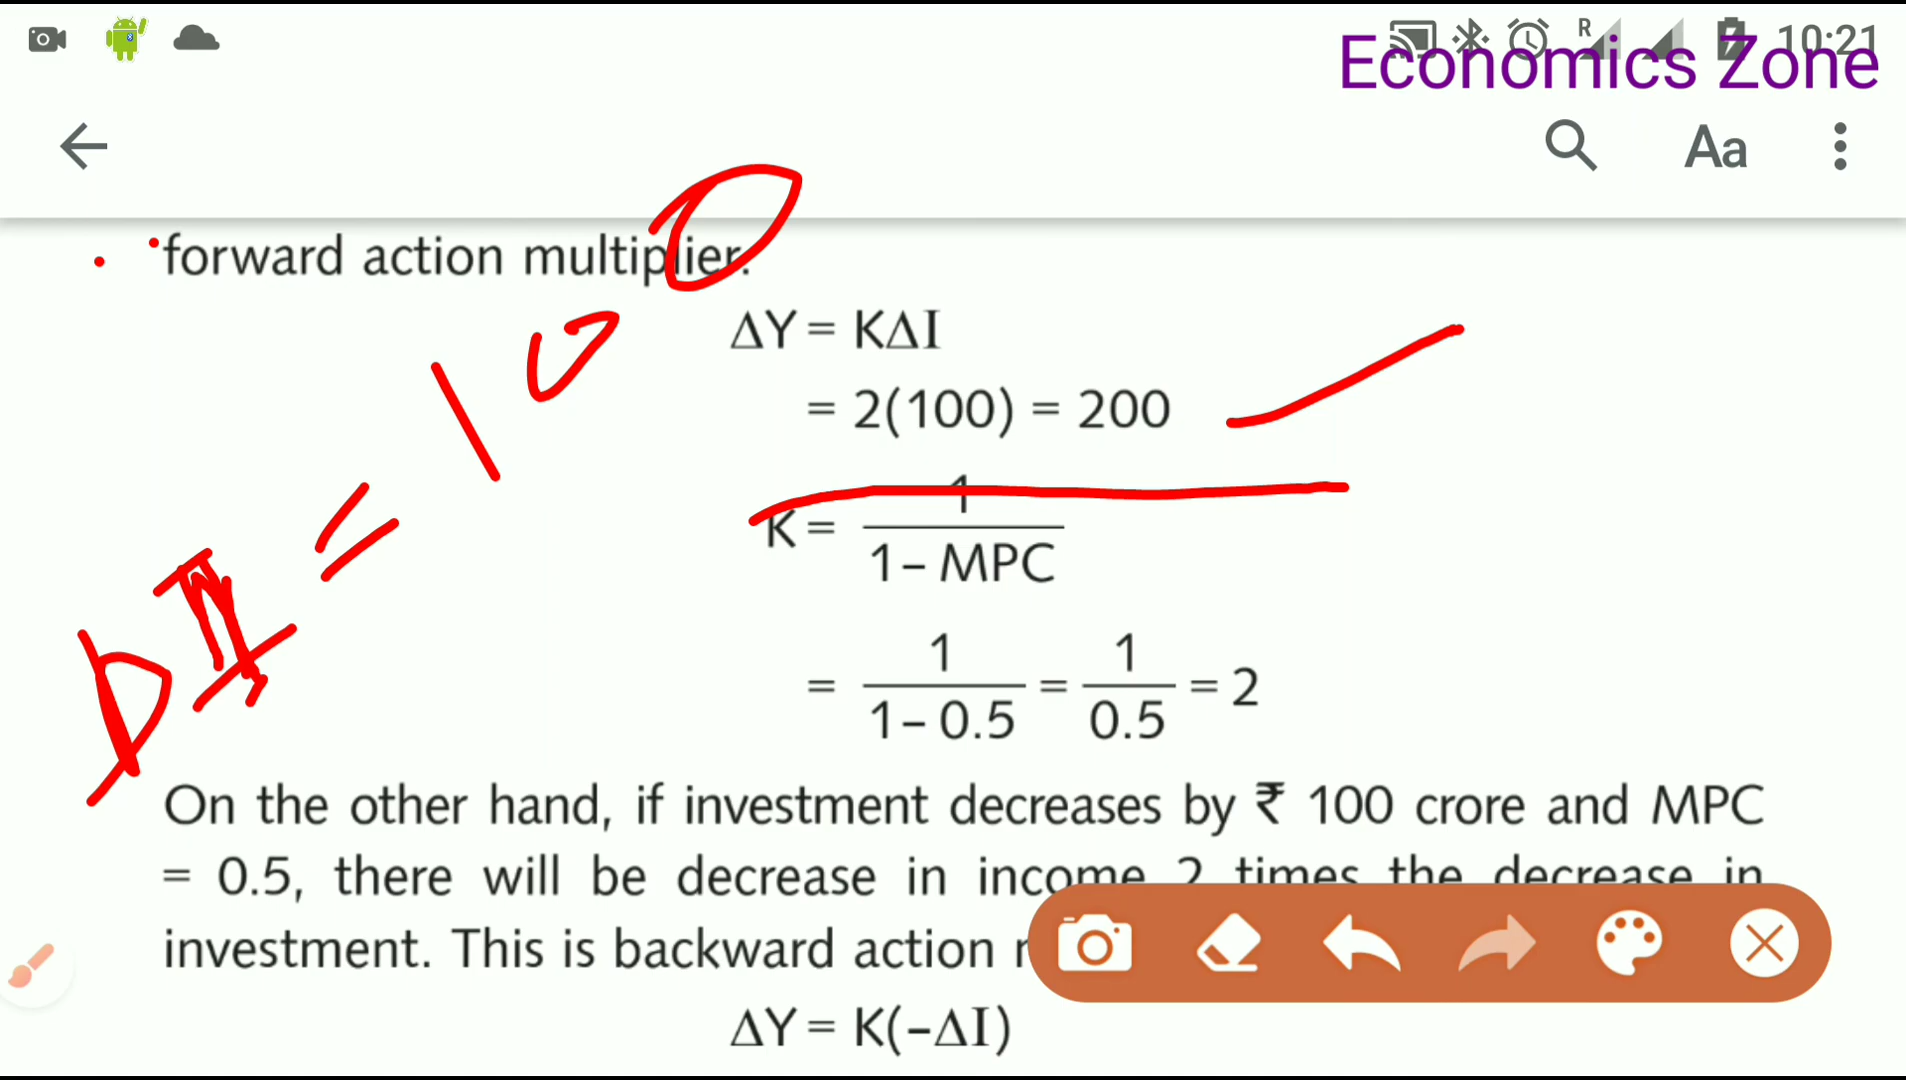 R 10:21
Economics Zone
Aa
forward action multiplier.
ΔY = KΔI
= 2(100) = 200
K = 1 / 1 – MPC
= 1 / 1 – 0.5 = 1 / 0.5 = 2
ΔI = 100
On the other hand, if investment decreases by ₹ 100 crore and MPC
= 0.5, there will be decrease in income 2 times the decrease in
investment. This is backward action
ΔY = K(–ΔI)